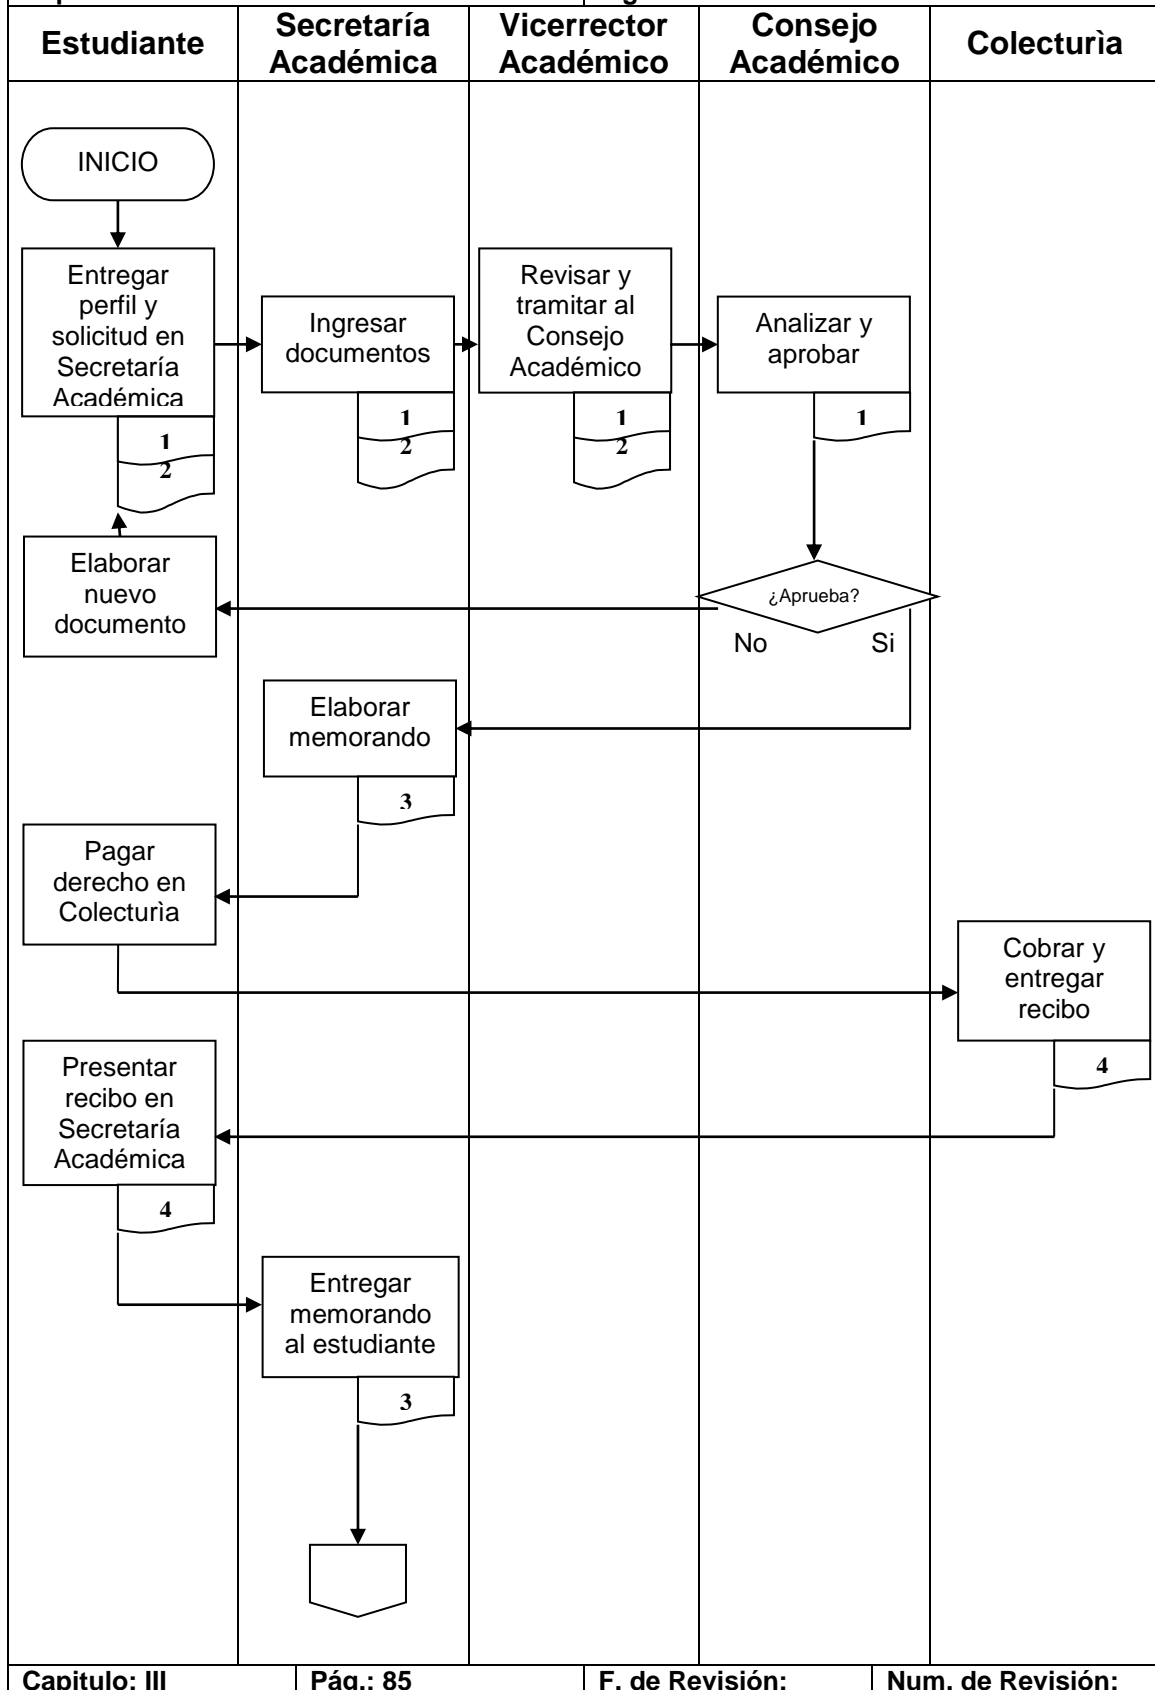 Estudiante
Secretaría
Académica
Vicerrector
Académico
Consejo
Académico
Colecturìa
INICIO
Entregar
perfil y
solicitud en
Secretaría
Académica
1
2
Ingresar
documentos
1
2
Revisar y
tramitar al
Consejo
Académico
1
2
Analizar y
aprobar
1
Elaborar
nuevo
documento
¿Aprueba?
No
Si
Elaborar
memorando
3
Pagar
derecho en
Colecturìa
Cobrar y
entregar
recibo
4
Presentar
recibo en
Secretaría
Académica
4
Entregar
memorando
al estudiante
3
Capitulo: III
Pág.: 85
F. de Revisión:
Num. de Revisión: